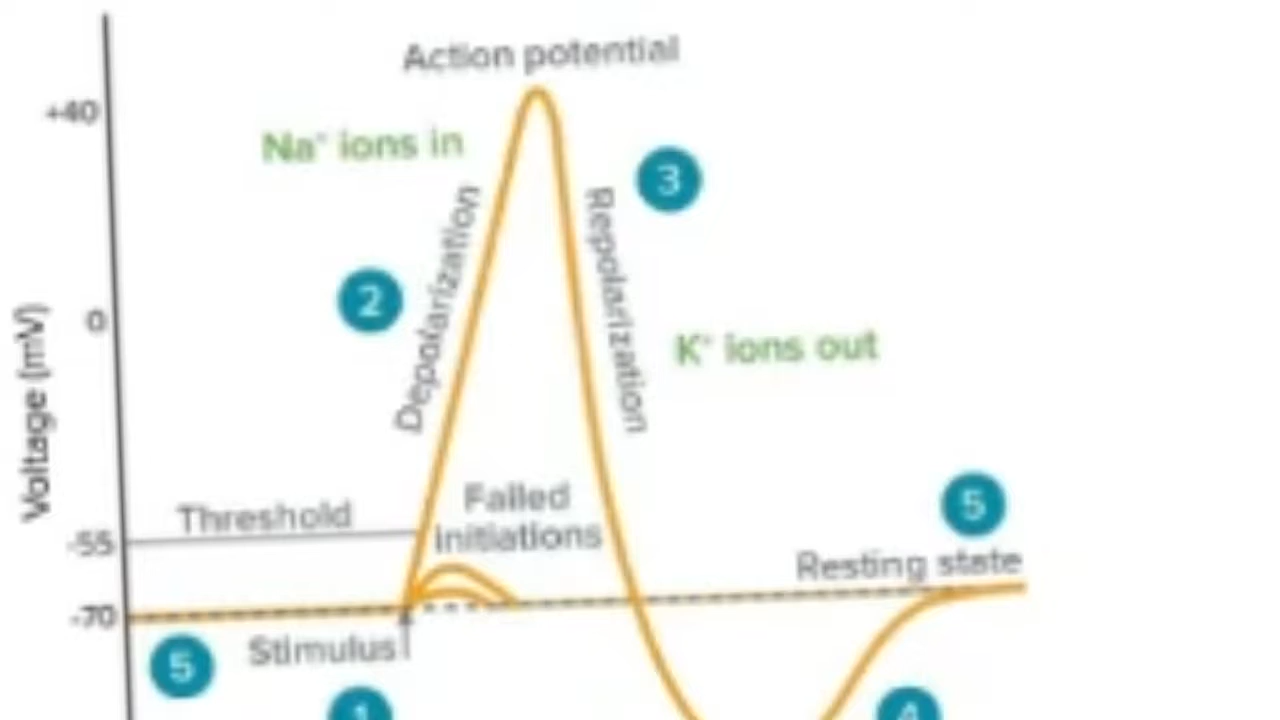 Action potential
+40
Na⁺ ions in
3
Depolarization
Repolarization
2
0
K⁺ ions out
Voltage (mV)
Failed
initiations
5
Threshold
-55
Resting state
-70
Stimulus
5
1
4